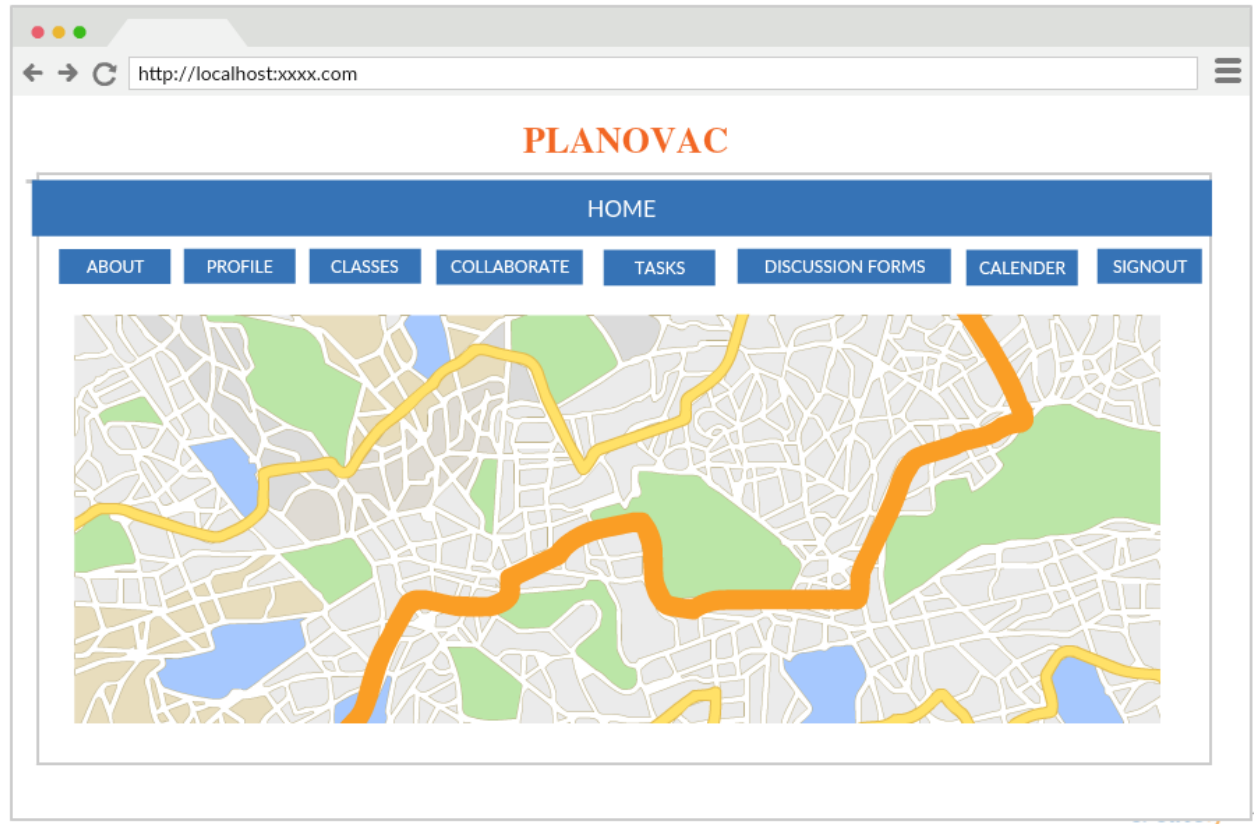 http://localhost:xxxx.com
PLANOVAC
HOME
ABOUT PROFILE CLASSES COLLABORATE TASKS DISCUSSION FORMS CALENDER SIGNOUT